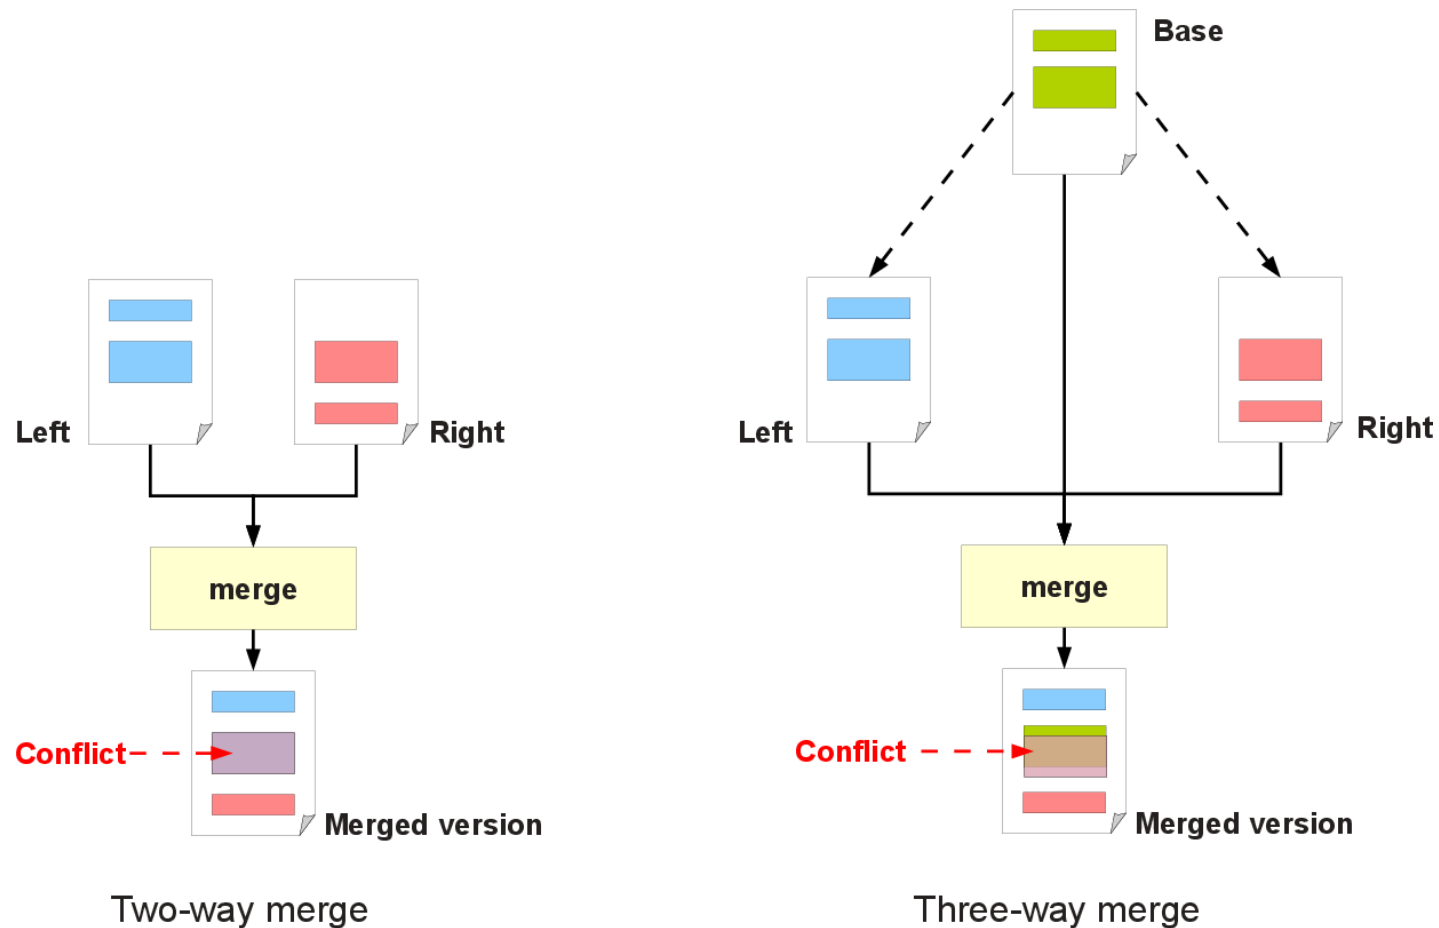 Base
Left
Right
Left
Right
merge
merge
Conflict
Conflict
Merged version
Merged version
Two-way merge
Three-way merge